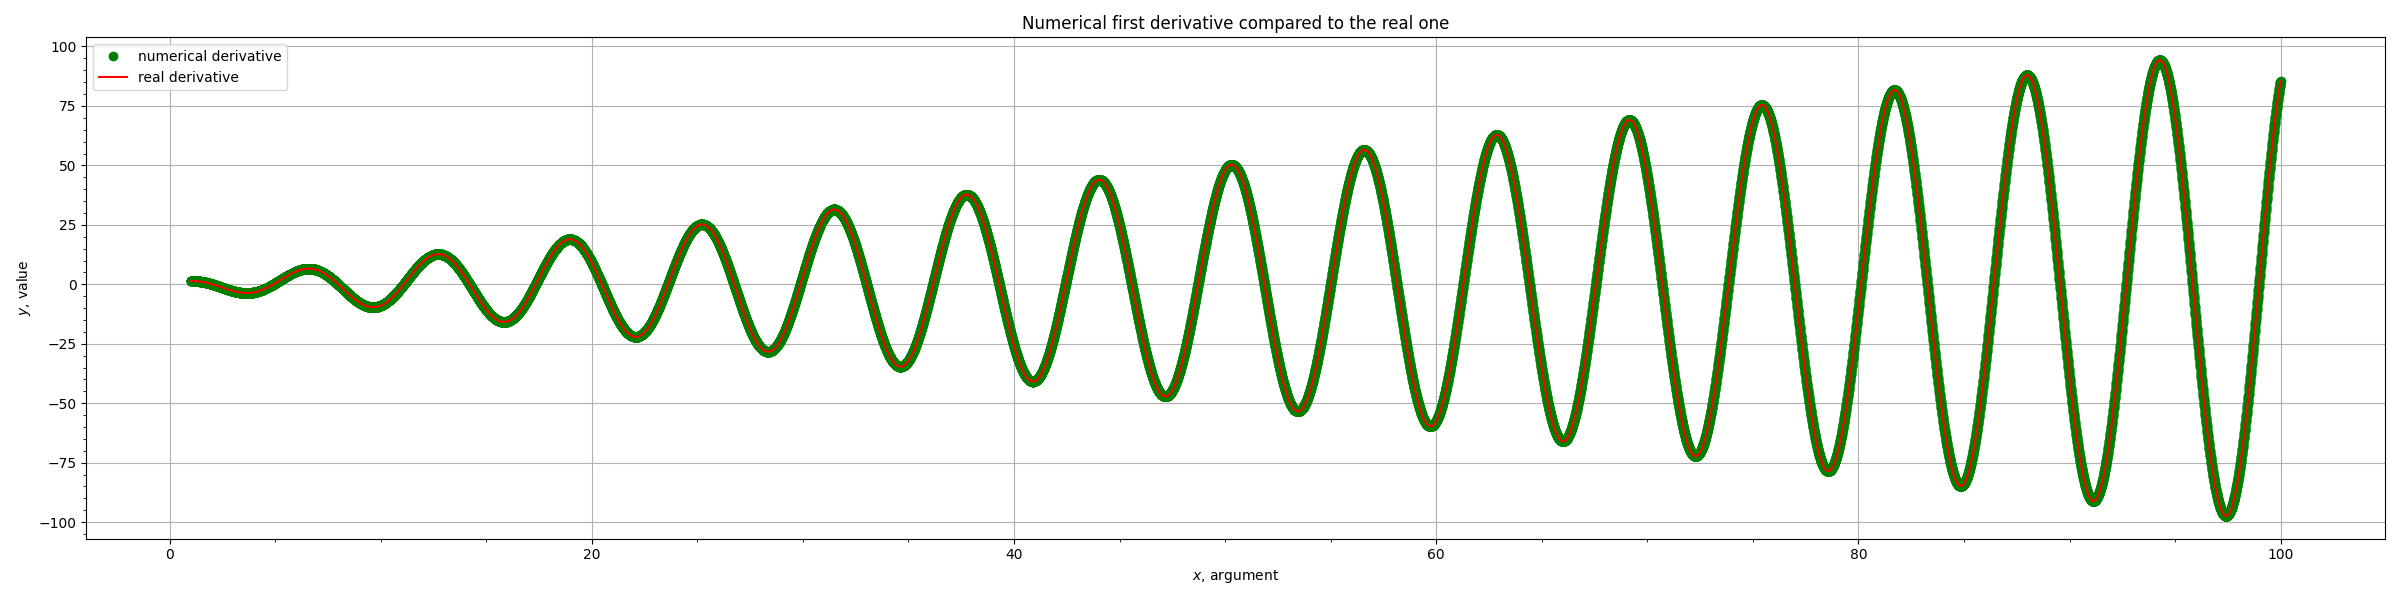 Numerical first derivative compared to the real one
numerical derivative
real derivative
100
75
50
25
0
−25
−50
−75
−100
y, value
0 20 40 60 80 100
x, argument